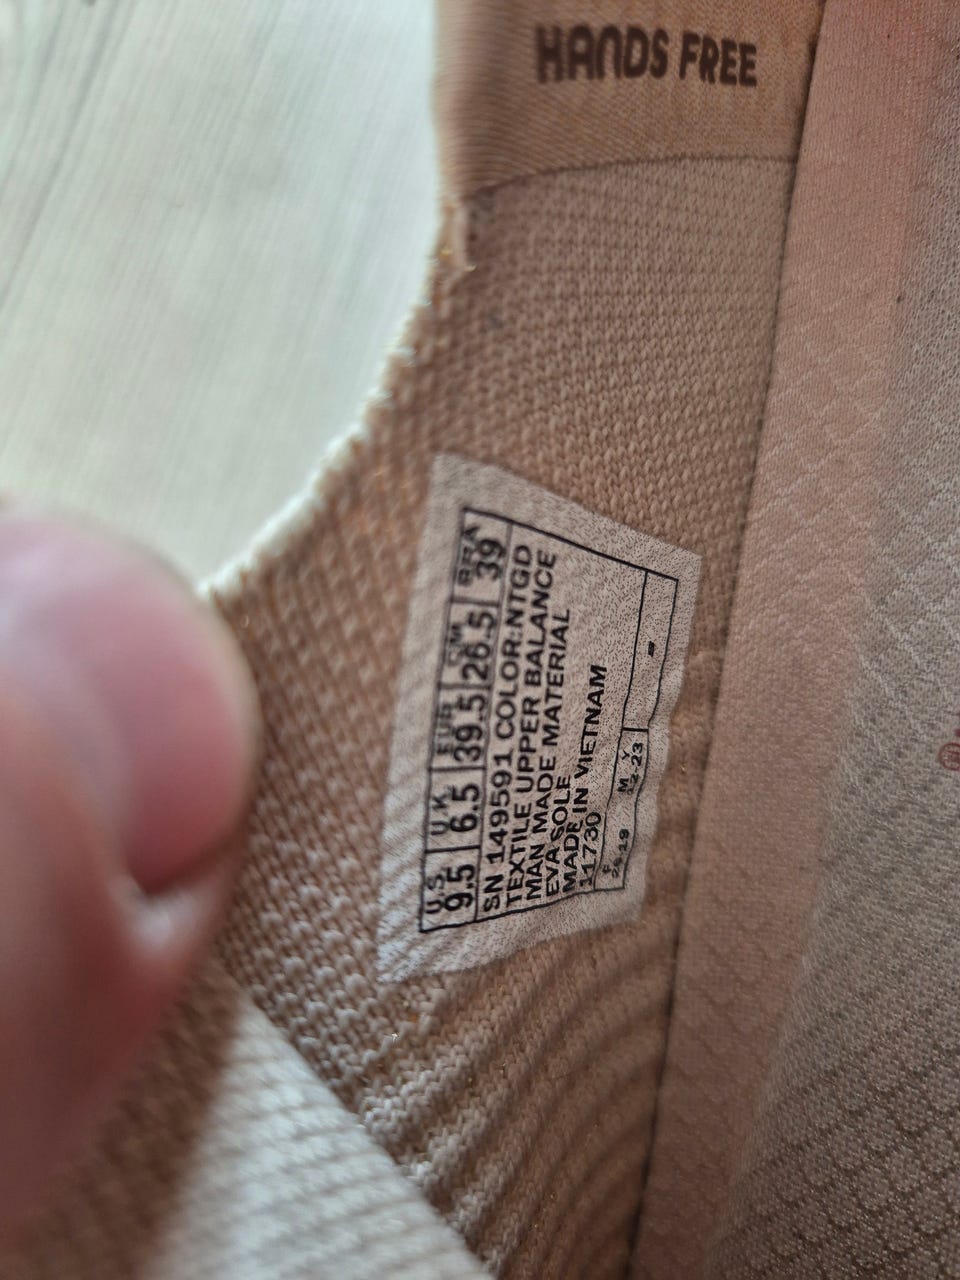 HANDS FREE
U.S. UK EUR CM BRA
9.5 6.5 39.5 26.5 39
SN 149591 COLOR:NTGD
TEXTILE UPPER BALANCE
MAN MADE MATERIAL
EVA SOLE
MADE IN VIETNAM
11730
F M Y
12-23 -
®